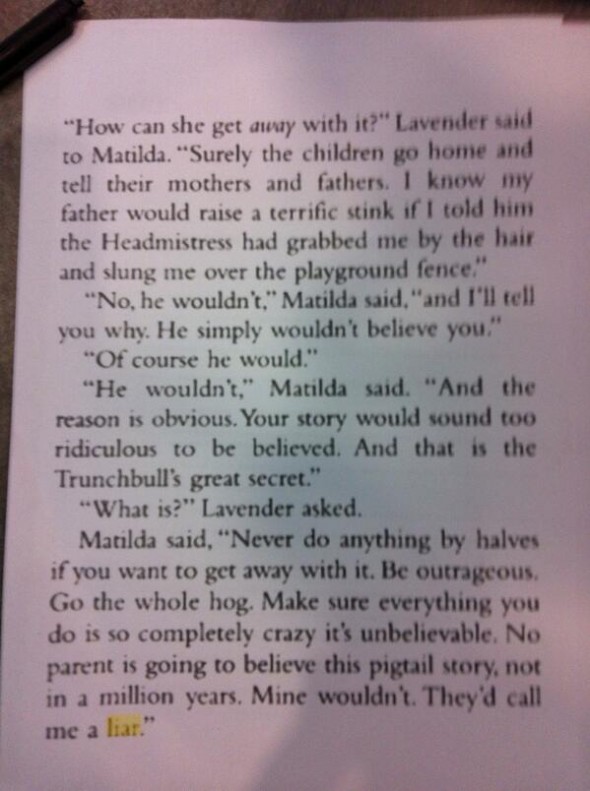 “How can she get away with it?” Lavender said
to Matilda. “Surely the children go home and
tell their mothers and fathers. I know my
father would raise a terrific stink if I told him
the Headmistress had grabbed me by the hair
and slung me over the playground fence.”
“No, he wouldn’t,” Matilda said, “and I’ll tell
you why. He simply wouldn’t believe you.”
“Of course he would.”
“He wouldn’t,” Matilda said. “And the
reason is obvious. Your story would sound too
ridiculous to be believed. And that is the
Trunchbull’s great secret.”
“What is?” Lavender asked.
Matilda said, “Never do anything by halves
if you want to get away with it. Be outrageous.
Go the whole hog. Make sure everything you
do is so completely crazy it’s unbelievable. No
parent is going to believe this pigtail story, not
in a million years. Mine wouldn’t. They’d call
me a liar.”